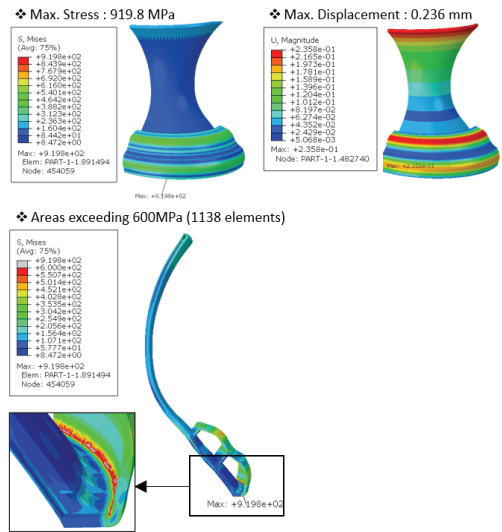 ❖ Max. Stress : 919.8 MPa
S, Mises
(Avg: 75%)
+9.198e+02
+8.439e+02
+7.679e+02
+6.920e+02
+6.160e+02
+5.401e+02
+4.642e+02
+3.882e+02
+3.123e+02
+2.363e+02
+1.604e+02
+8.442e+01
+8.472e+00
Max: +9.198e+02
Elem: PART-1-1.891494
Node: 454059
Max: +9.198e+02
❖ Max. Displacement : 0.236 mm
U, Magnitude
+2.358e-01
+2.165e-01
+1.973e-01
+1.781e-01
+1.589e-01
+1.396e-01
+1.204e-01
+1.012e-01
+8.197e-02
+6.274e-02
+4.352e-02
+2.429e-02
+5.068e-03
Max: +2.358e-01
Node: PART-1-1.482740
Max: +2.358e-01
❖ Areas exceeding 600MPa (1138 elements)
S, Mises
(Avg: 75%)
+9.198e+02
+6.000e+02
+5.507e+02
+5.014e+02
+4.521e+02
+4.028e+02
+3.535e+02
+3.042e+02
+2.549e+02
+2.056e+02
+1.564e+02
+1.071e+02
+5.777e+01
+8.472e+00
Max: +9.198e+02
Elem: PART-1-1.891494
Node: 454059
Max: +9.198e+02